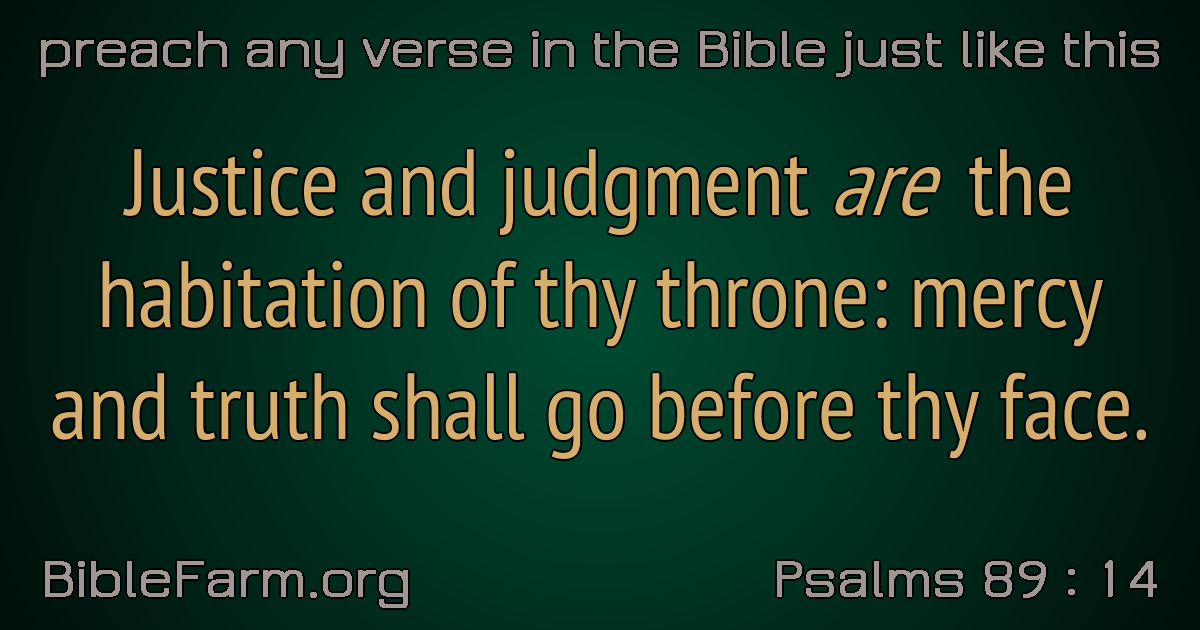 preach any verse in the Bible just like this
Justice and judgment are the
habitation of thy throne: mercy
and truth shall go before thy face.
BibleFarm.org
Psalms 89 : 14